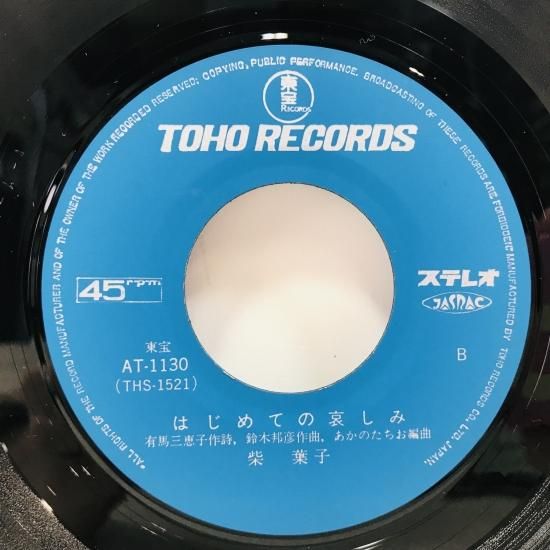 *ALL RIGHTS OF THE RECORD MANUFACTURER AND OF THE OWNER OF THE WORK RECORDED RESERVED; COPYING, PUBLIC PERFORMANCE, BROADCASTING OF THESE RECORDS ARE FORBIDDEN. MANUFACTURED BY TOHO RECORDS CO., LTD. JAPAN.
東宝
RECORDS
TOHO RECORDS
45rpm
ステレオ
JASRAC
東宝
AT-1130
(THS-1521)
B
はじめての哀しみ
有馬三恵子作詩, 鈴木邦彦作曲, あかのたちお編曲
柴葉子